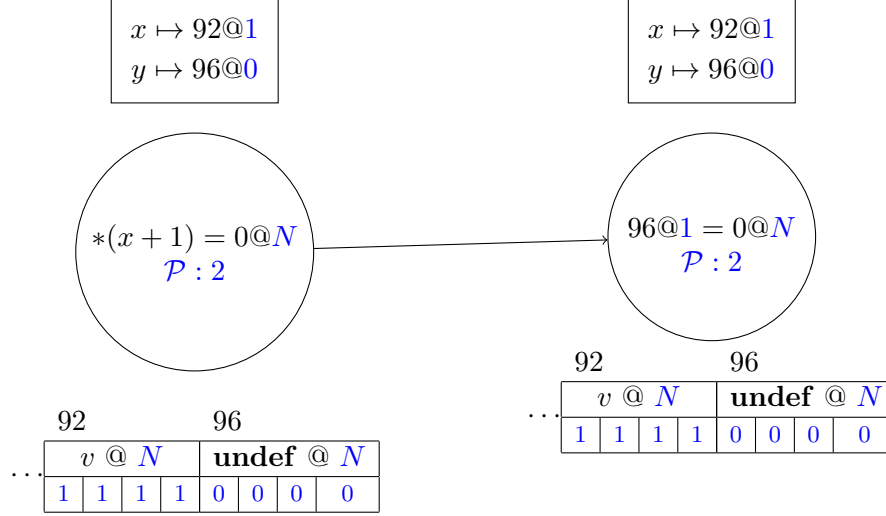 x ↦ 92@1
y ↦ 96@0
∗(x + 1) = 0@N
𝒫 : 2
92 96
... v @ N undef @ N
1 1 1 1 0 0 0 0
x ↦ 92@1
y ↦ 96@0
96@1 = 0@N
𝒫 : 2
92 96
... v @ N undef @ N
1 1 1 1 0 0 0 0